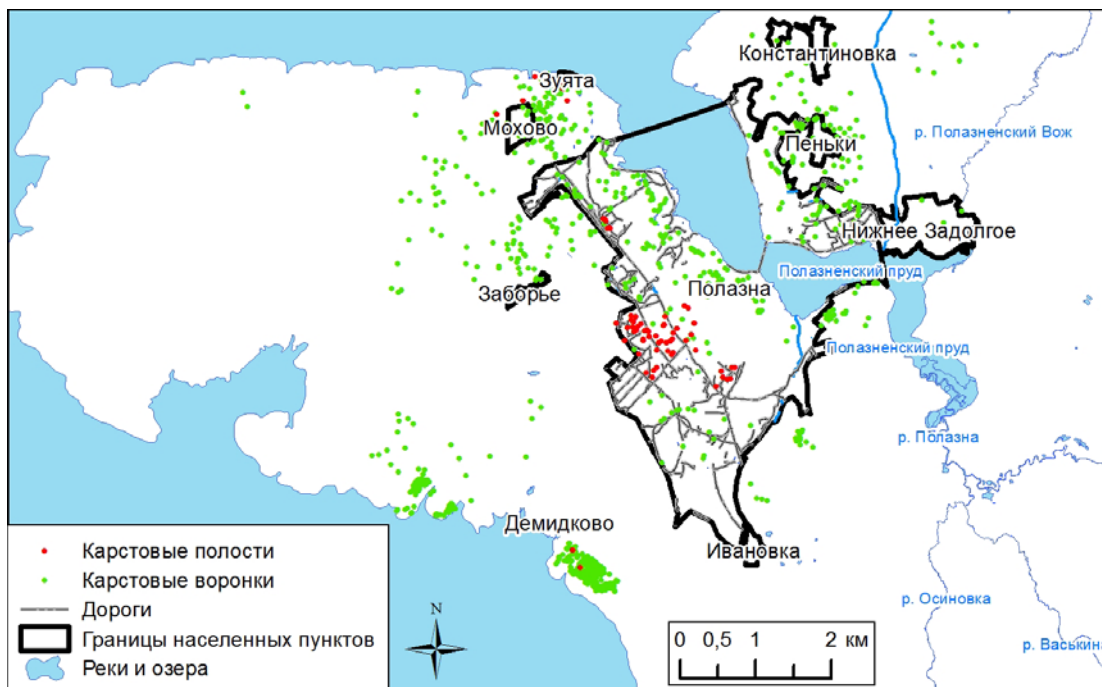 Константиновка
Зуята
Мохово
Пеньки
р. Полазненский Вож
Нижнее Задолгое
Полазненский пруд
Заборье
Полазна
Полазненский пруд
р. Полазна
Демидково
Ивановка
р. Осиновка
р. Васькина
Карстовые полости
Карстовые воронки
Дороги
Границы населенных пунктов
Реки и озера
N
0 0,5 1 2 км